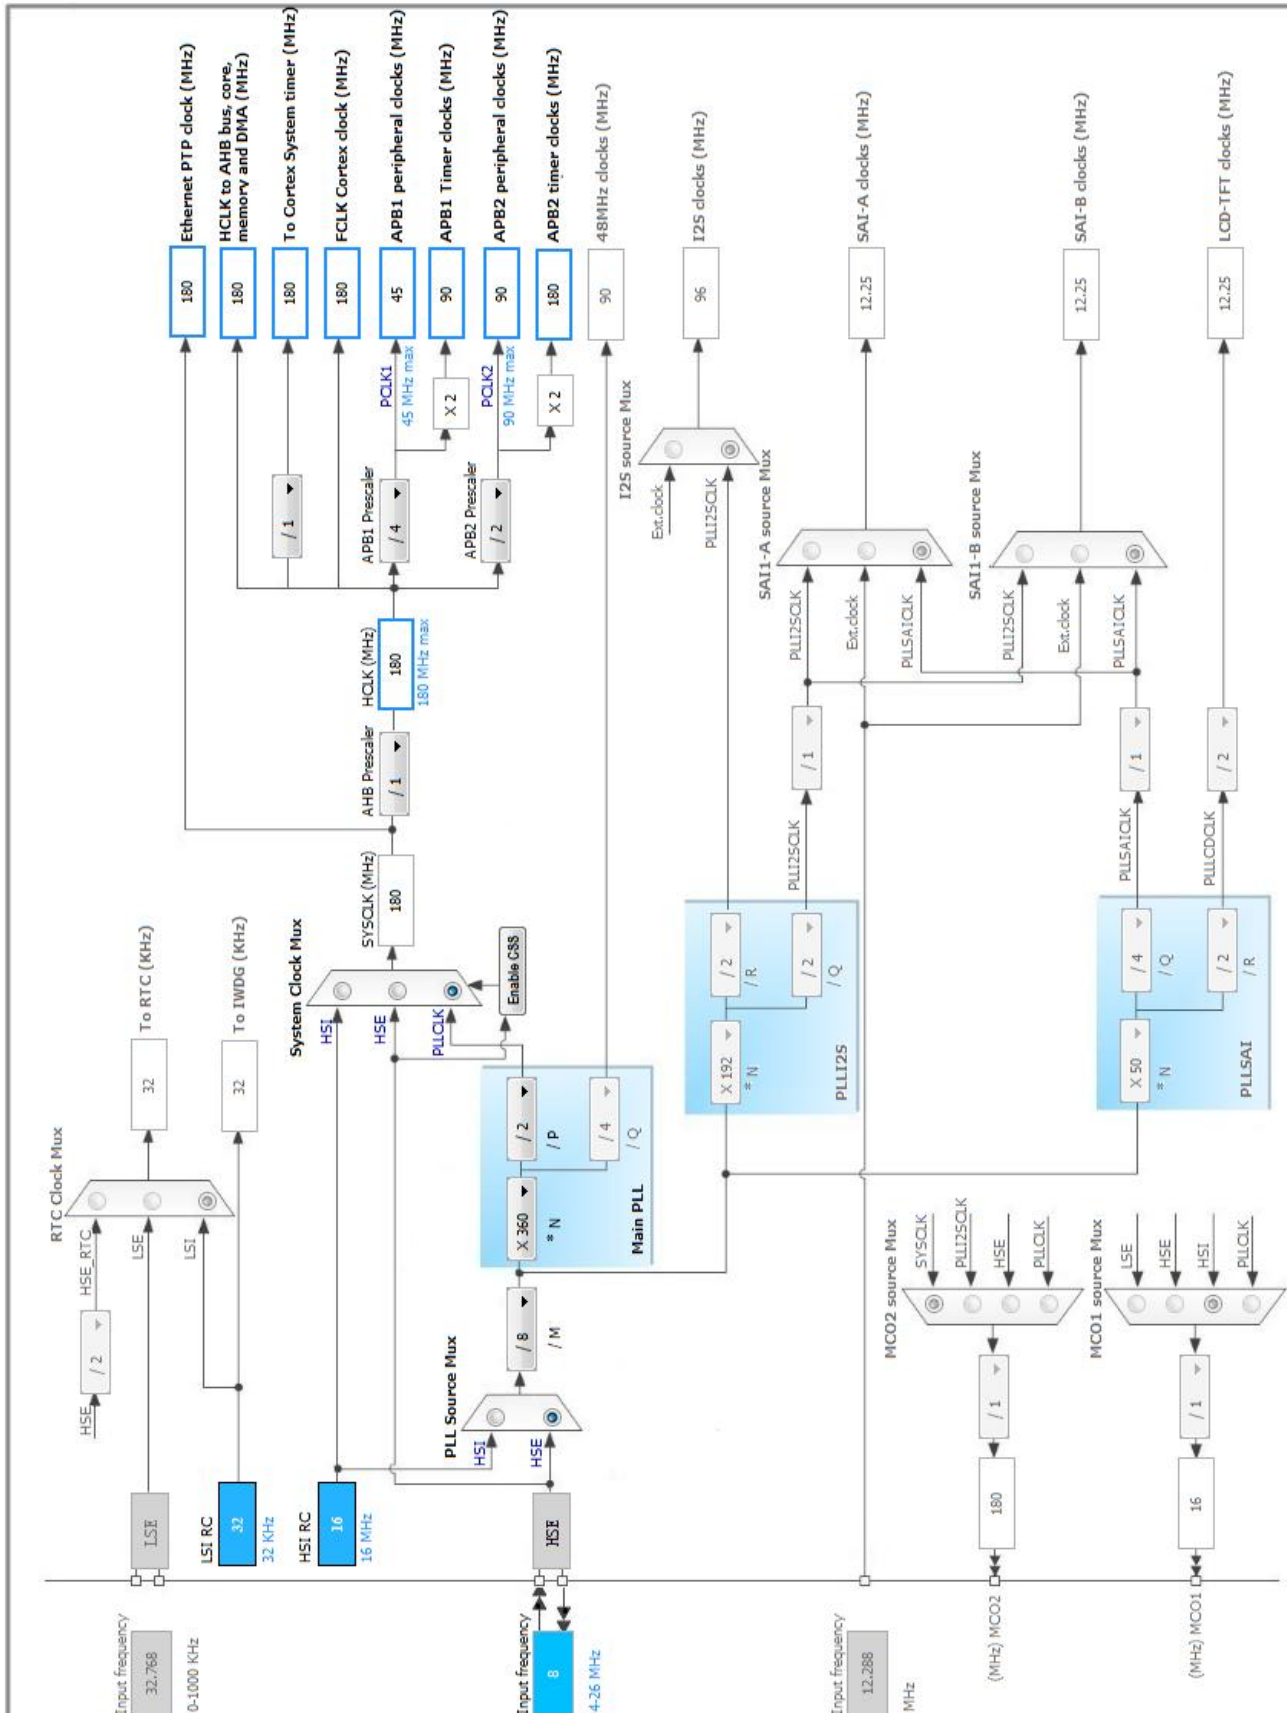 Input frequency
32.768
0-1000 KHz
LSE
LSI RC
32
32 KHz
HSI RC
16
16 MHz
Input frequency
8
4-26 MHz
HSE
Input frequency
12.288
MHz
HSE
/ 2
HSE_RTC
LSE
LSI
RTC Clock Mux
32
To RTC (KHz)
32
To IWDG (KHz)
PLL Source Mux
HSI
HSE
/ 8
/ M
X 360
* N
/ 2
/ P
/ 4
/ Q
Main PLL
System Clock Mux
HSI
HSE
PLLCLK
Enable CSS
SYSCLK (MHz)
180
AHB Prescaler
/ 1
HCLK (MHz)
180
180 MHz max
/ 1
APB1 Prescaler
/ 4
APB2 Prescaler
/ 2
PCLK1
45 MHz max
X 2
PCLK2
90 MHz max
X 2
180
Ethernet PTP clock (MHz)
180
HCLK to AHB bus, core,
memory and DMA (MHz)
180
To Cortex System timer (MHz)
180
FCLK Cortex clock (MHz)
45
APB1 peripheral clocks (MHz)
90
APB1 Timer clocks (MHz)
90
APB2 peripheral clocks (MHz)
180
APB2 timer clocks (MHz)
90
48MHz clocks (MHz)
X 192
* N
/ 2
/ R
/ 2
/ Q
PLLI2S
PLLI2SCLK
/ 1
I2S source Mux
Ext.clock
PLLI2SCLK
96
I2S clocks (MHz)
SAI1-A source Mux
PLLI2SCLK
Ext.clock
PLLSAICLK
12.25
SAI-A clocks (MHz)
SAI1-B source Mux
PLLI2SCLK
Ext.clock
PLLSAICLK
12.25
SAI-B clocks (MHz)
X 50
* N
/ 4
/ Q
/ 2
/ R
PLLSAI
PLLSAICLK
/ 1
PLLLCDCLK
/ 2
12.25
LCD-TFT clocks (MHz)
MCO2 source Mux
SYSCLK
PLLI2SCLK
HSE
PLLCLK
/ 1
180
(MHz) MCO2
MCO1 source Mux
LSE
HSE
HSI
PLLCLK
/ 1
16
(MHz) MCO1